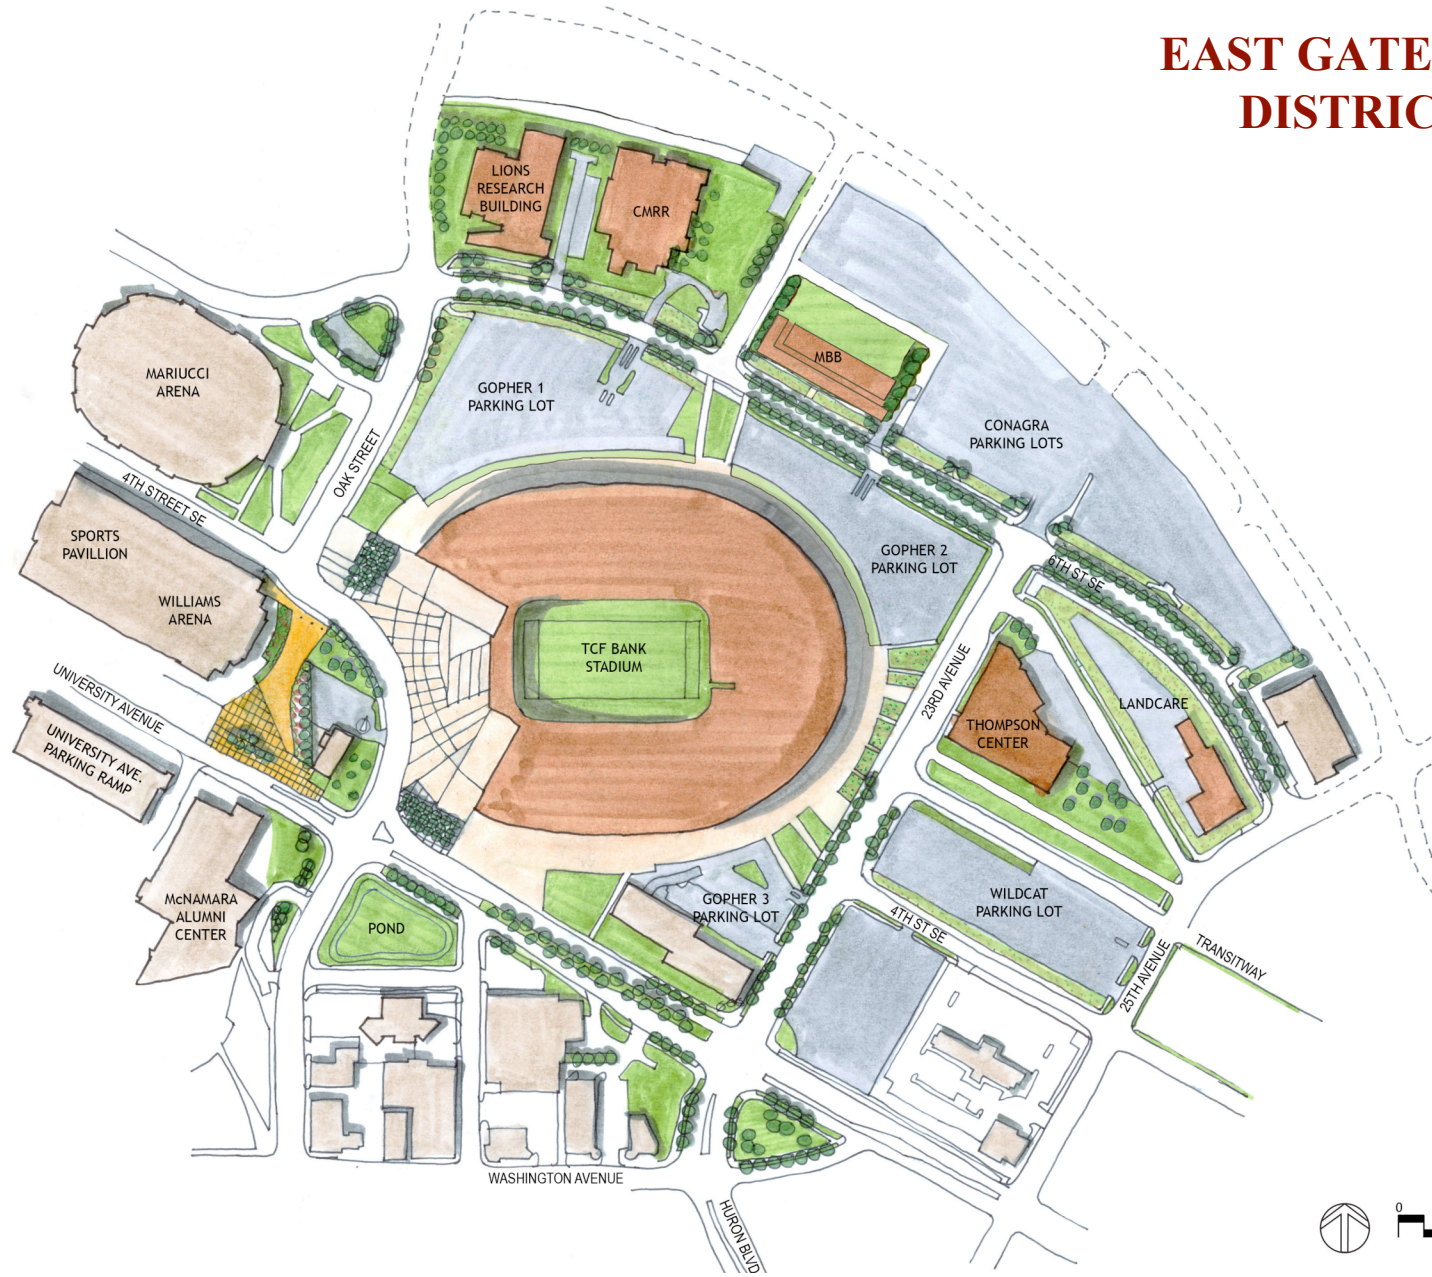 EAST GATE
DISTRIC
LIONS
RESEARCH
BUILDING
CMRR
MARIUCCI
ARENA
GOPHER 1
PARKING LOT
MBB
CONAGRA
PARKING LOTS
OAK STREET
4TH STREET SE
SPORTS
PAVILLION
WILLIAMS
ARENA
GOPHER 2
PARKING LOT
6TH ST SE
TCF BANK
STADIUM
23RD AVENUE
UNIVERSITY AVENUE
UNIVERSITY AVE.
PARKING RAMP
THOMPSON
CENTER
LANDCARE
McNAMARA
ALUMNI
CENTER
POND
GOPHER 3
PARKING LOT
WILDCAT
PARKING LOT
4TH ST SE
25TH AVENUE
TRANSITWAY
WASHINGTON AVENUE
HURON BLVD
0